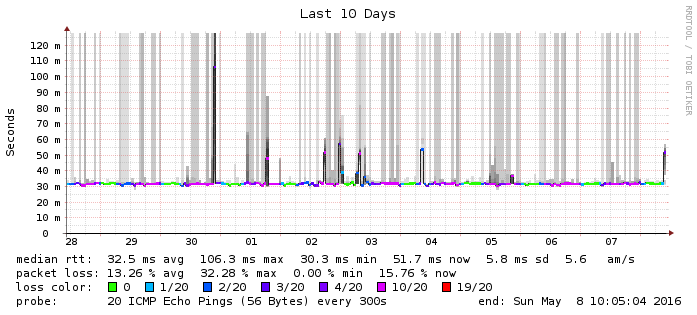 Last 10 Days
RRDTOOL / TOBI OETIKER
Seconds
120 m
110 m
100 m
90 m
80 m
70 m
60 m
50 m
40 m
30 m
20 m
10 m
0
28 29 30 01 02 03 04 05 06 07
median rtt: 32.5 ms avg 106.3 ms max 30.3 ms min 51.7 ms now 5.8 ms sd 5.6 am/s
packet loss: 13.26 % avg 32.28 % max 0.00 % min 15.76 % now
loss color: 0 1/20 2/20 3/20 4/20 10/20 19/20
probe: 20 ICMP Echo Pings (56 Bytes) every 300s end: Sun May 8 10:05:04 2016